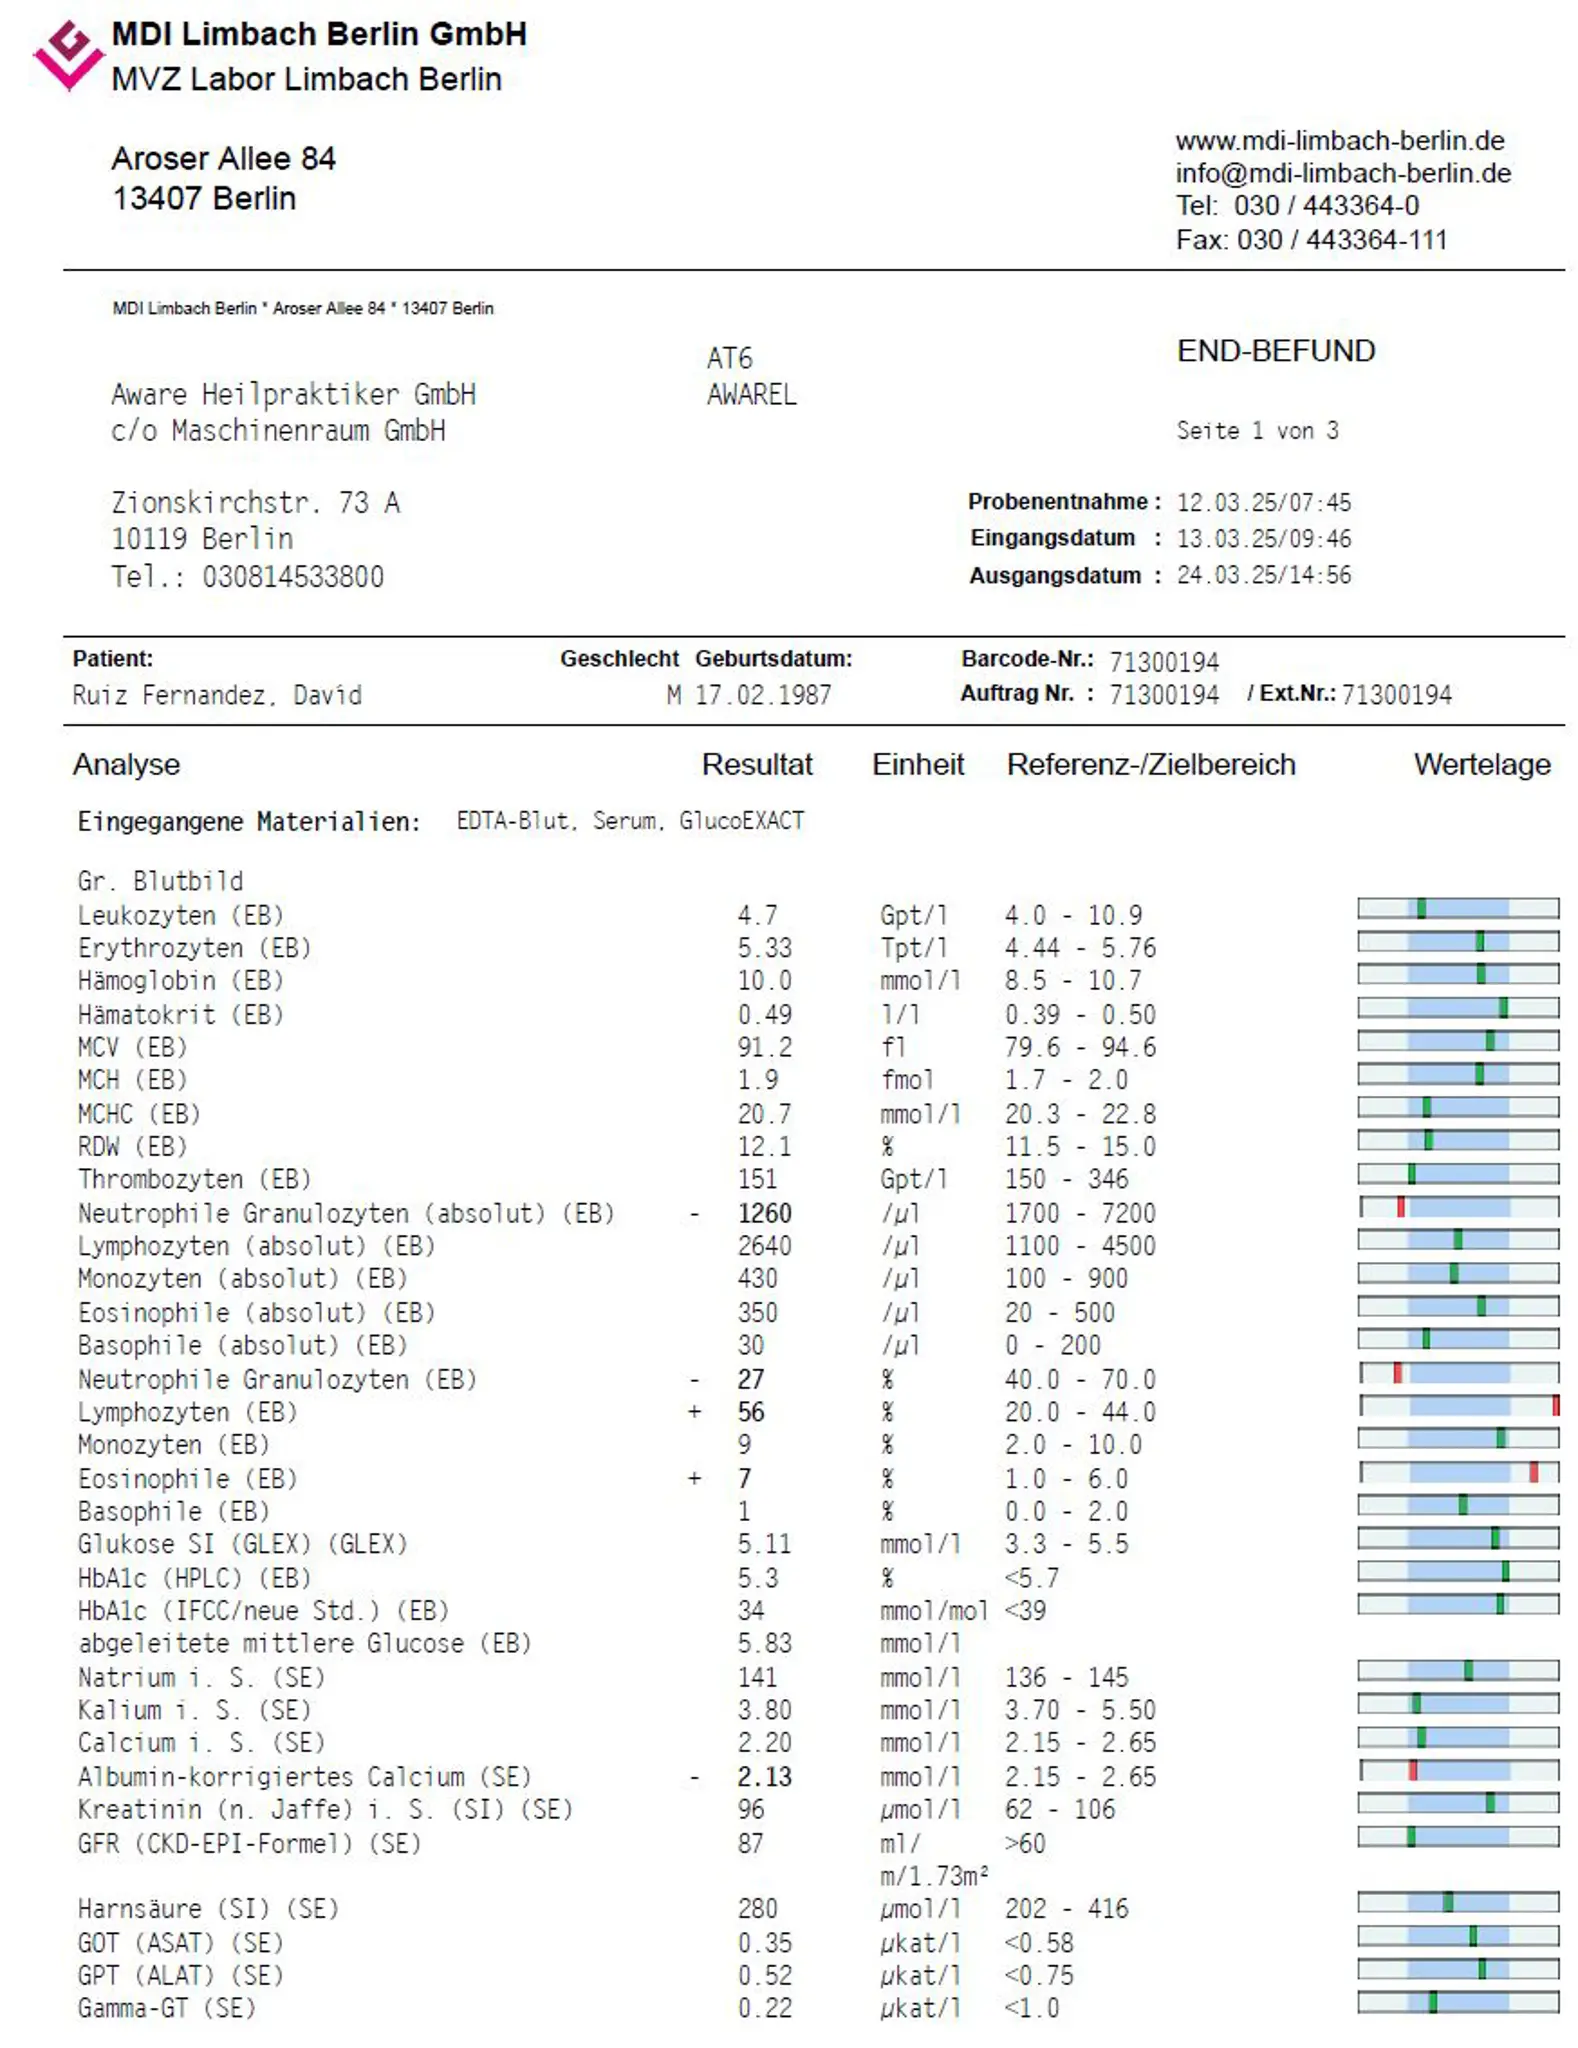 MDI Limbach Berlin GmbH
MVZ Labor Limbach Berlin
Aroser Allee 84
13407 Berlin
www.mdi-limbach-berlin.de
info@mdi-limbach-berlin.de
Tel: 030 / 443364-0
Fax: 030 / 443364-111
MDI Limbach Berlin * Aroser Allee 84 * 13407 Berlin
AT6
AWAREL
END-BEFUND
Aware Heilpraktiker GmbH
c/o Maschinenraum GmbH
Seite 1 von 3
Zionskirchstr. 73 A
10119 Berlin
Tel.: 030814533800
Probenentnahme : 12.03.25/07:45
Eingangsdatum : 13.03.25/09:46
Ausgangsdatum : 24.03.25/14:56
Patient: Geschlecht Geburtsdatum: Barcode-Nr.: 71300194
Ruiz Fernandez, David M 17.02.1987 Auftrag Nr. : 71300194 / Ext.Nr.: 71300194
Analyse Resultat Einheit Referenz-/Zielbereich Wertelage
Eingegangene Materialien: EDTA-Blut, Serum, GlucoEXACT
Gr. Blutbild
Leukozyten (EB) 4.7 Gpt/l 4.0 - 10.9
Erythrozyten (EB) 5.33 Tpt/l 4.44 - 5.76
Hämoglobin (EB) 10.0 mmol/l 8.5 - 10.7
Hämatokrit (EB) 0.49 l/l 0.39 - 0.50
MCV (EB) 91.2 fl 79.6 - 94.6
MCH (EB) 1.9 fmol 1.7 - 2.0
MCHC (EB) 20.7 mmol/l 20.3 - 22.8
RDW (EB) 12.1 % 11.5 - 15.0
Thrombozyten (EB) 151 Gpt/l 150 - 346
Neutrophile Granulozyten (absolut) (EB) - 1260 /µl 1700 - 7200
Lymphozyten (absolut) (EB) 2640 /µl 1100 - 4500
Monozyten (absolut) (EB) 430 /µl 100 - 900
Eosinophile (absolut) (EB) 350 /µl 20 - 500
Basophile (absolut) (EB) 30 /µl 0 - 200
Neutrophile Granulozyten (EB) - 27 % 40.0 - 70.0
Lymphozyten (EB) + 56 % 20.0 - 44.0
Monozyten (EB) 9 % 2.0 - 10.0
Eosinophile (EB) + 7 % 1.0 - 6.0
Basophile (EB) 1 % 0.0 - 2.0
Glukose SI (GLEX) (GLEX) 5.11 mmol/l 3.3 - 5.5
HbA1c (HPLC) (EB) 5.3 % <5.7
HbA1c (IFCC/neue Std.) (EB) 34 mmol/mol <39
abgeleitete mittlere Glucose (EB) 5.83 mmol/l
Natrium i. S. (SE) 141 mmol/l 136 - 145
Kalium i. S. (SE) 3.80 mmol/l 3.70 - 5.50
Calcium i. S. (SE) 2.20 mmol/l 2.15 - 2.65
Albumin-korrigiertes Calcium (SE) - 2.13 mmol/l 2.15 - 2.65
Kreatinin (n. Jaffe) i. S. (SI) (SE) 96 µmol/l 62 - 106
GFR (CKD-EPI-Formel) (SE) 87 ml/ >60
m/1.73m²
Harnsäure (SI) (SE) 280 µmol/l 202 - 416
GOT (ASAT) (SE) 0.35 µkat/l <0.58
GPT (ALAT) (SE) 0.52 µkat/l <0.75
Gamma-GT (SE) 0.22 µkat/l <1.0